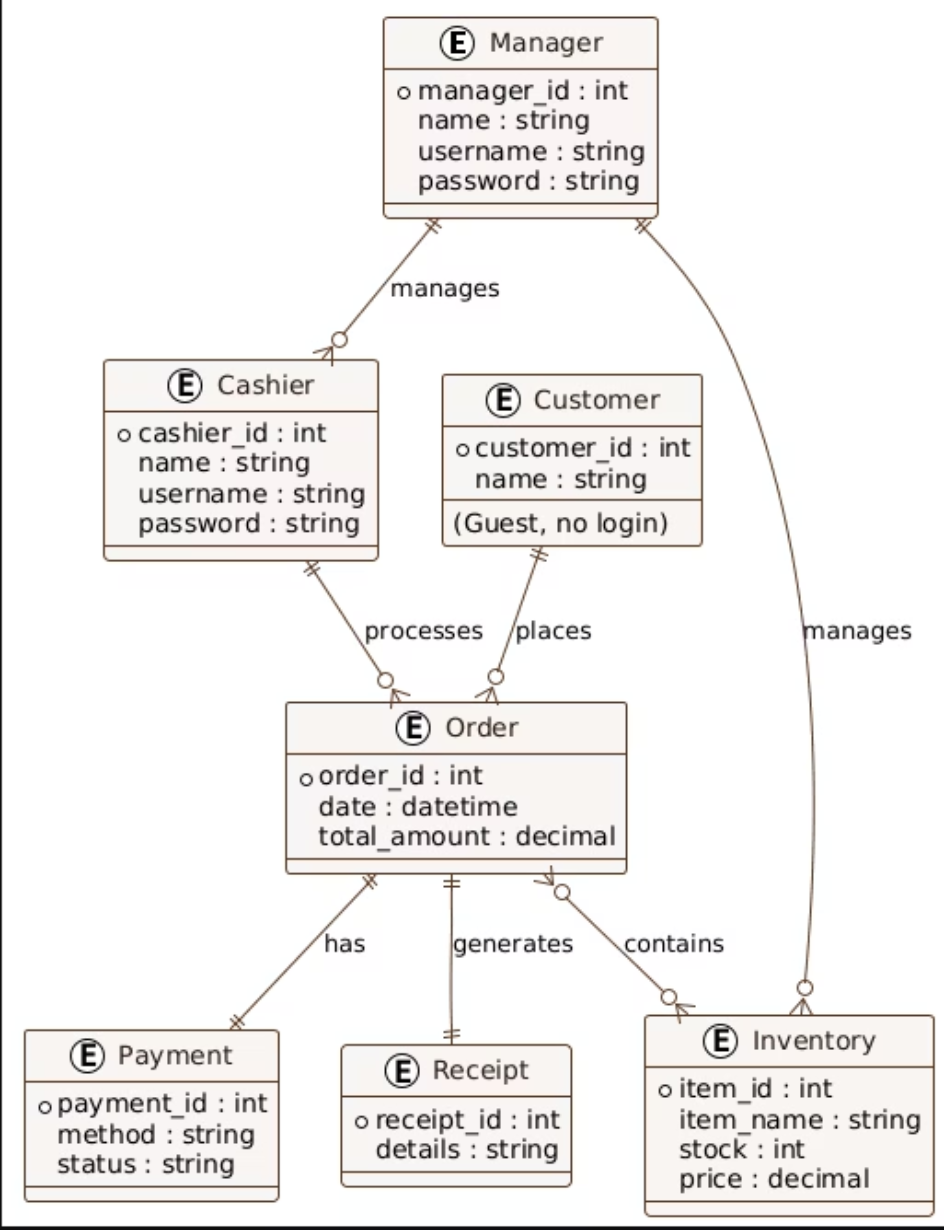 E Manager
manager_id : int
name : string
username : string
password : string
manages
E Cashier
cashier_id : int
name : string
username : string
password : string
E Customer
customer_id : int
name : string
(Guest, no login)
processes
places
manages
E Order
order_id : int
date : datetime
total_amount : decimal
has
generates
contains
E Payment
payment_id : int
method : string
status : string
E Receipt
receipt_id : int
details : string
E Inventory
item_id : int
item_name : string
stock : int
price : decimal